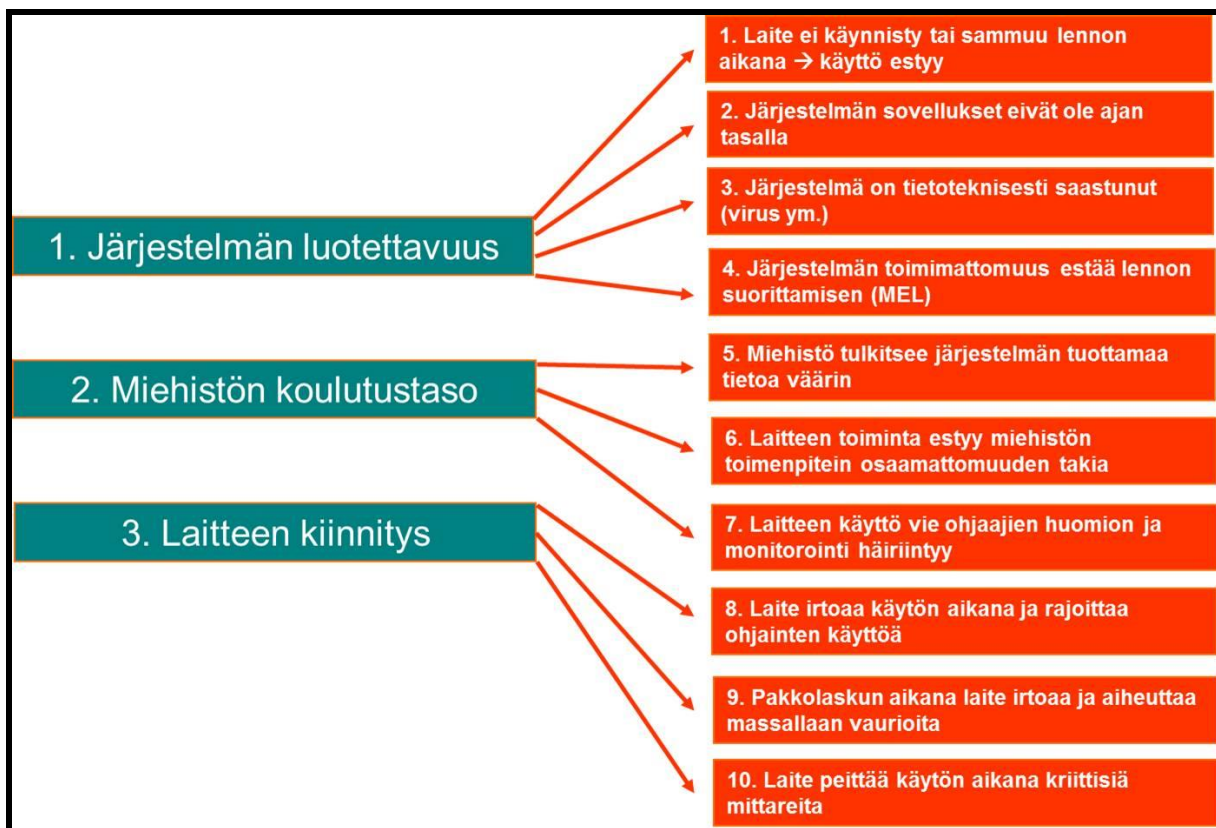 1. Järjestelmän luotettavuus
1. Laite ei käynnisty tai sammuu lennon
aikana → käyttö estyy
2. Järjestelmän sovellukset eivät ole ajan
tasalla
3. Järjestelmä on tietoteknisesti saastunut
(virus ym.)
4. Järjestelmän toimimattomuus estää lennon
suorittamisen (MEL)
2. Miehistön koulutustaso
5. Miehistö tulkitsee järjestelmän tuottamaa
tietoa väärin
6. Laitteen toiminta estyy miehistön
toimenpitein osaamattomuuden takia
7. Laitteen käyttö vie ohjaajien huomion ja
monitorointi häiriintyy
3. Laitteen kiinnitys
8. Laite irtoaa käytön aikana ja rajoittaa
ohjainten käyttöä
9. Pakkolaskun aikana laite irtoaa ja aiheuttaa
massallaan vaurioita
10. Laite peittää käytön aikana kriittisiä
mittareita